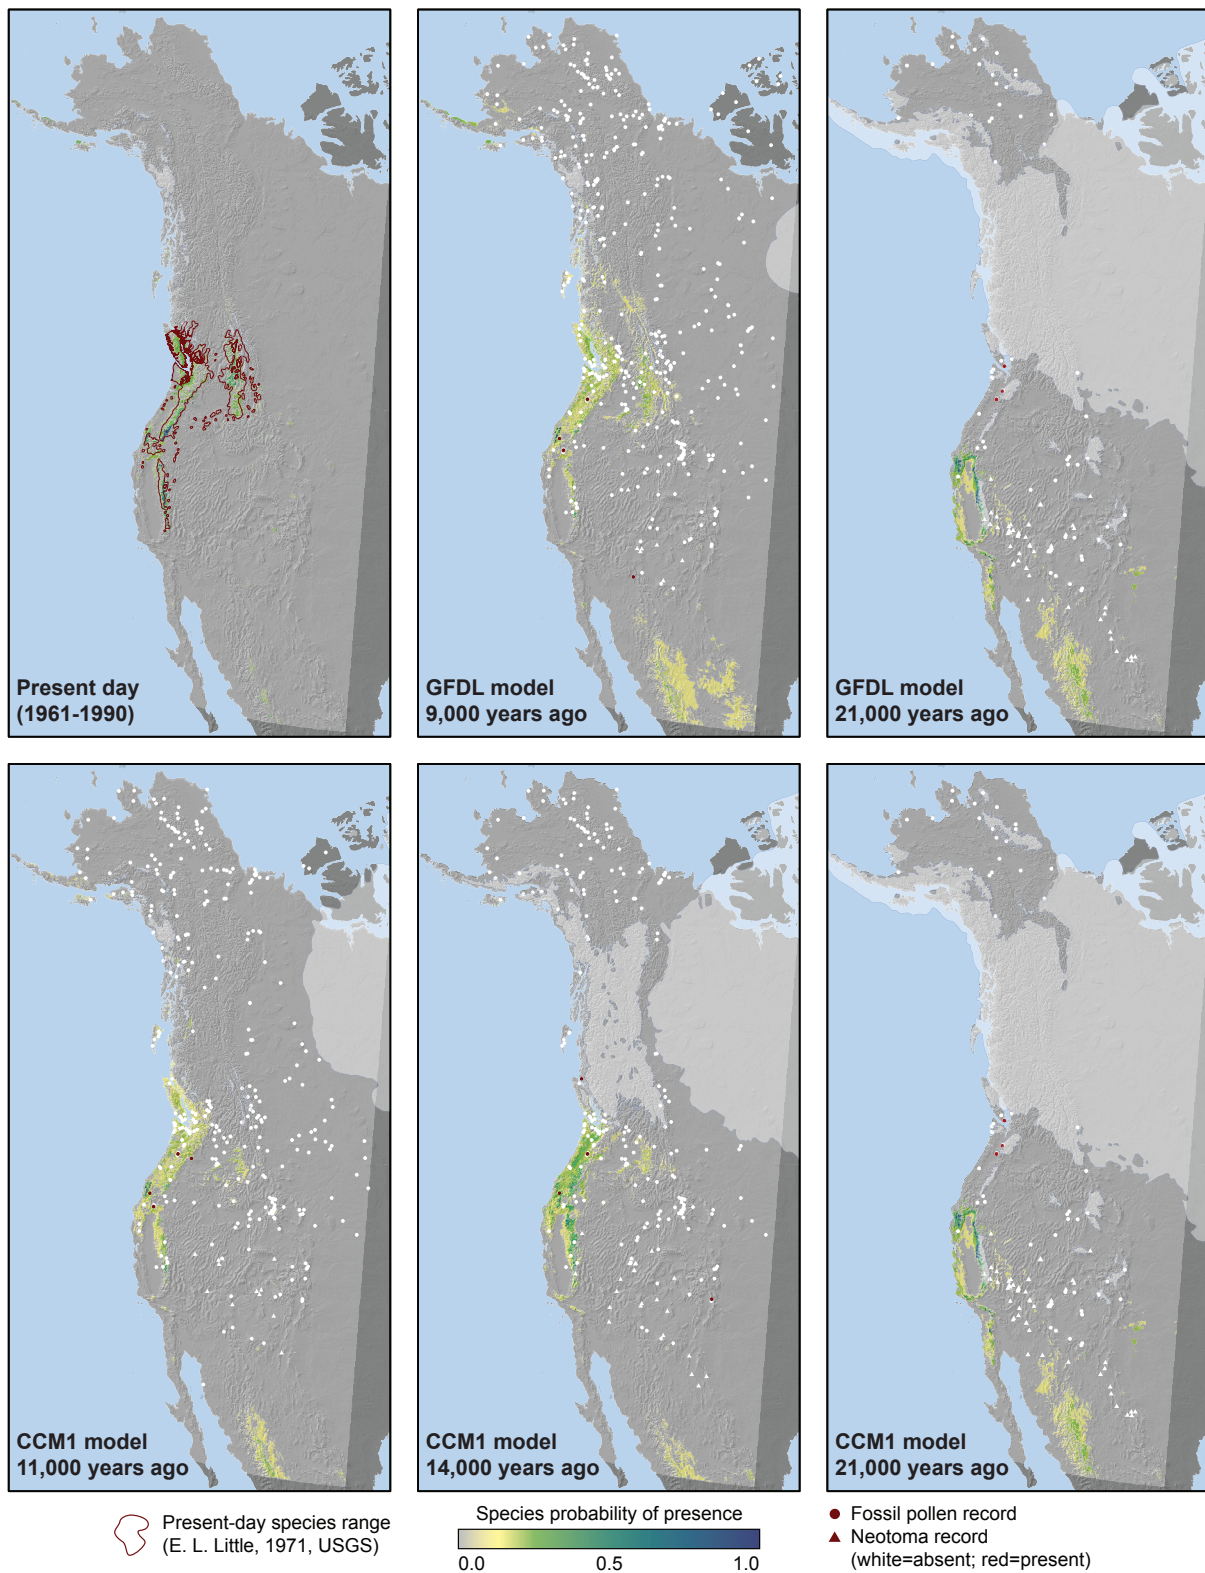 Present day
(1961-1990)
GFDL model
9,000 years ago
GFDL model
21,000 years ago
CCM1 model
11,000 years ago
CCM1 model
14,000 years ago
CCM1 model
21,000 years ago
Present-day species range
(E. L. Little, 1971, USGS)
Species probability of presence
0.0
0.5
1.0
Fossil pollen record
Neotoma record
(white=absent; red=present)